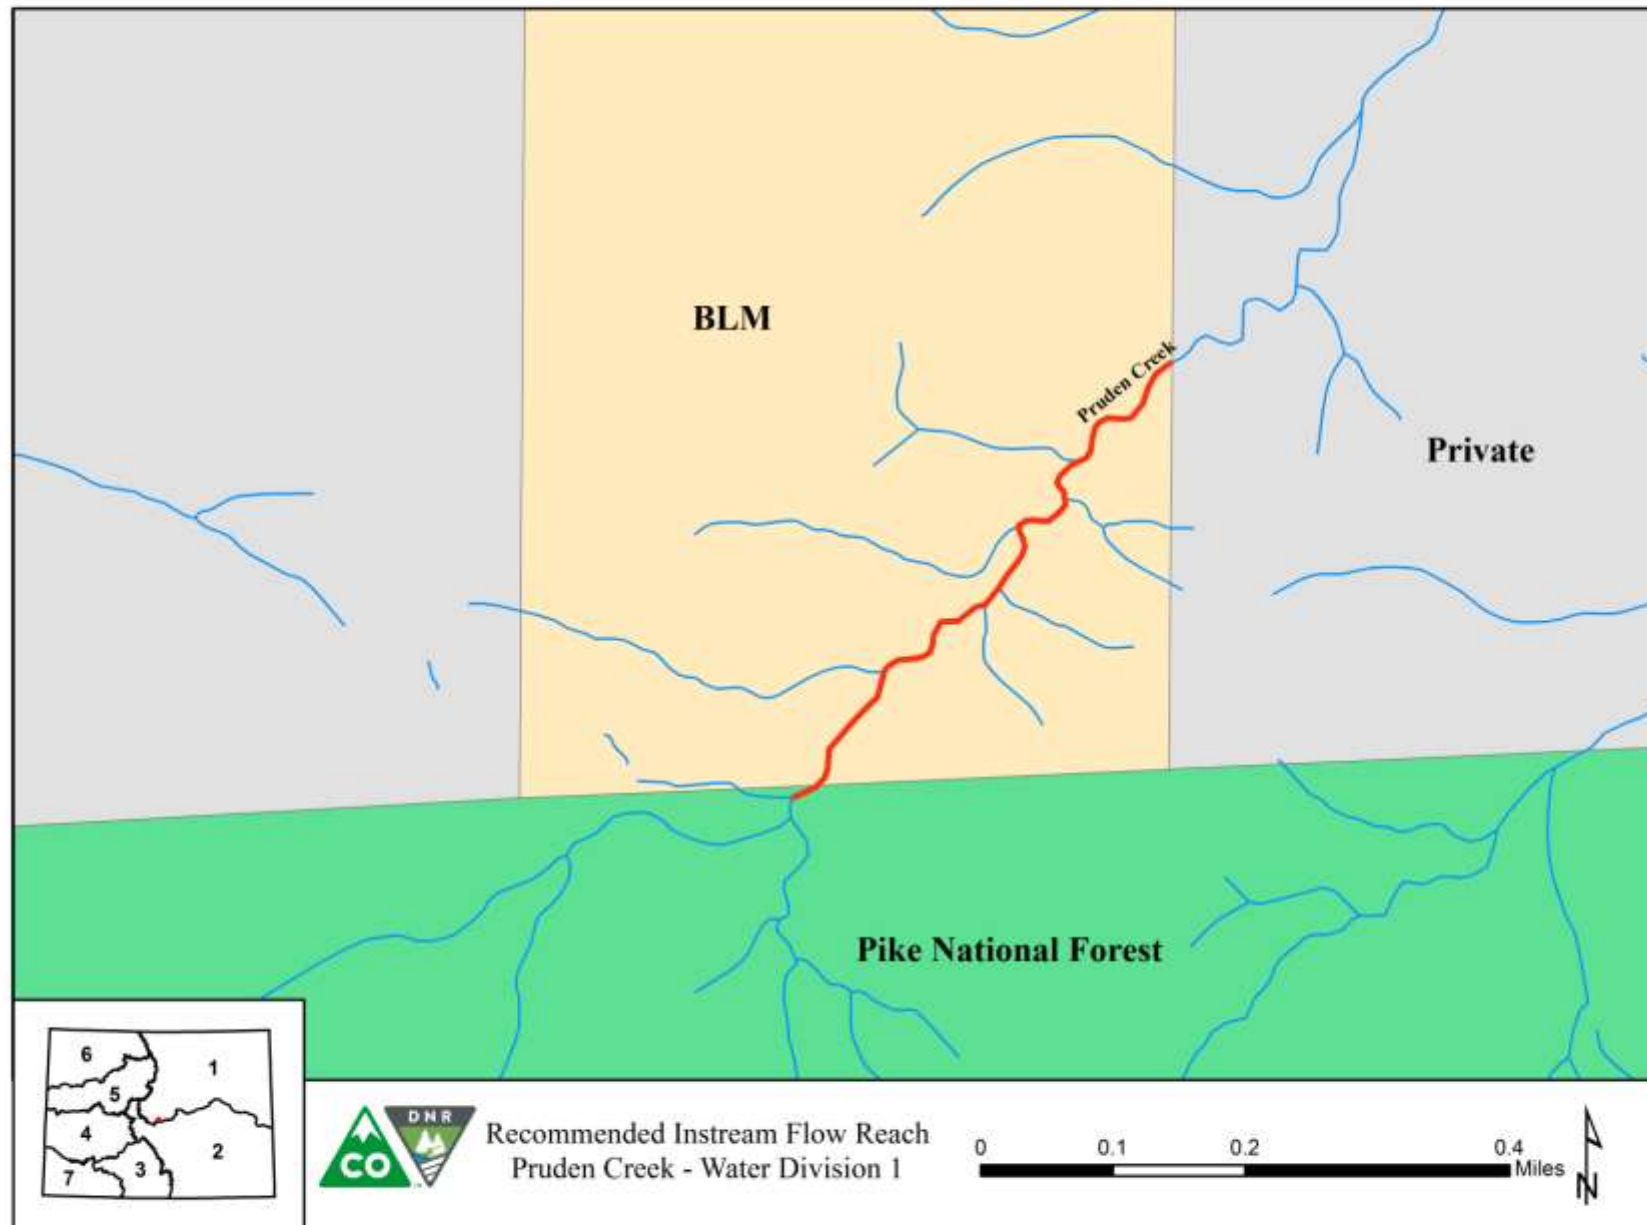 BLM
Pruden Creek
Private
Pike National Forest
6
1
5
4
2
3
7
CO
DNR
Recommended Instream Flow Reach
Pruden Creek - Water Division 1
0 0.1 0.2 0.4
Miles
N